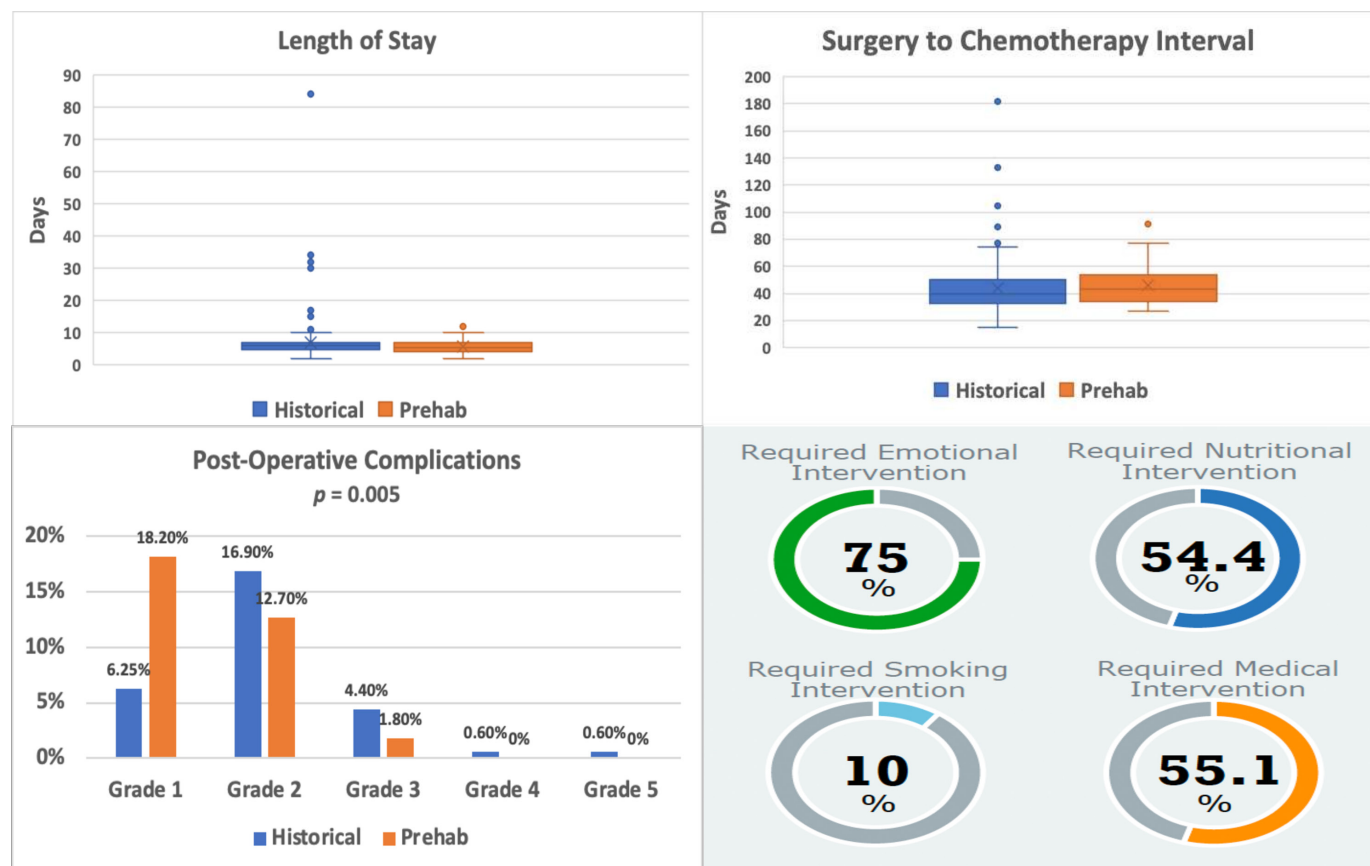 Length of Stay
90
80
70
60
50
40
30
20
10
0
Days
Historical Prehab
Surgery to Chemotherapy Interval
200
180
160
140
120
100
80
60
40
20
0
Days
Historical Prehab
Post-Operative Complications
p = 0.005
20%
15%
10%
5%
0%
6.25% 18.20% 16.90% 12.70% 4.40% 1.80% 0.60% 0% 0.60% 0%
Grade 1 Grade 2 Grade 3 Grade 4 Grade 5
Historical Prehab
Required Emotional
Intervention
75
%
Required Nutritional
Intervention
54.4
%
Required Smoking
Intervention
10
%
Required Medical
Intervention
55.1
%